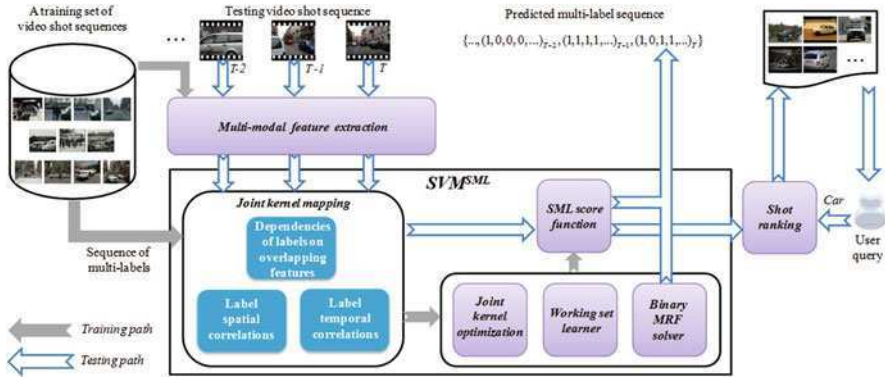 A training set of
video shot sequences
Testing video shot sequence
...
T-2
T-1
T
Predicted multi-label sequence
{..,(1,0,0,0,…)T-2,(1,1,1,1,…)T-1,(1,0,1,1,…)T}
...
Multi-modal feature extraction
SVMSML
Joint kernel mapping
Dependencies
of labels on
overlapping
features
Label
spatial
correlations
Label
temporal
correlations
SML score
function
Shot
ranking
Car
User
query
Sequence of
multi-labels
Joint
kernel
optimization
Working set
learner
Binary
MRF
solver
Training path
Testing path